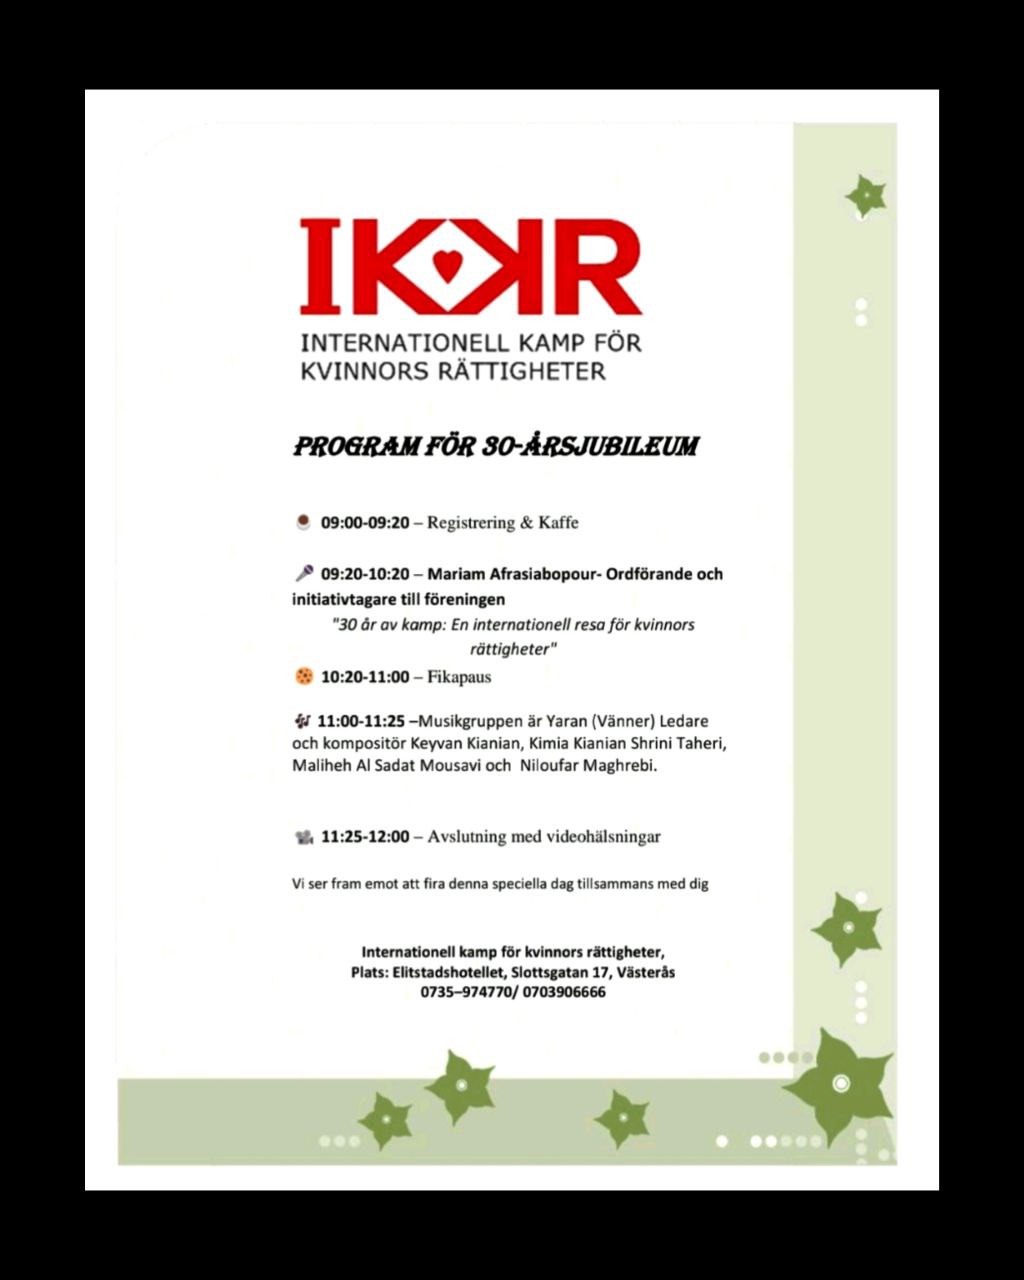 IKKR
INTERNATIONELL KAMP FÖR
KVINNORS RÄTTIGHETER
PROGRAM FÖR 30-ÅRSJUBILEUM
09:00-09:20 – Registrering & Kaffe
09:20-10:20 – Mariam Afrasiabopour- Ordförande och
initiativtagare till föreningen
"30 år av kamp: En internationell resa för kvinnors
rättigheter"
10:20-11:00 – Fikapaus
11:00-11:25 –Musikgruppen är Yaran (Vänner) Ledare
och kompositör Keyvan Kianian, Kimia Kianian Shrini Taheri,
Maliheh Al Sadat Mousavi och Niloufar Maghrebi.
11:25-12:00 – Avslutning med videohälsningar
Vi ser fram emot att fira denna speciella dag tillsammans med dig
Internationell kamp för kvinnors rättigheter,
Plats: Elitstadshotellet, Slottsgatan 17, Västerås
0735–974770/ 0703906666